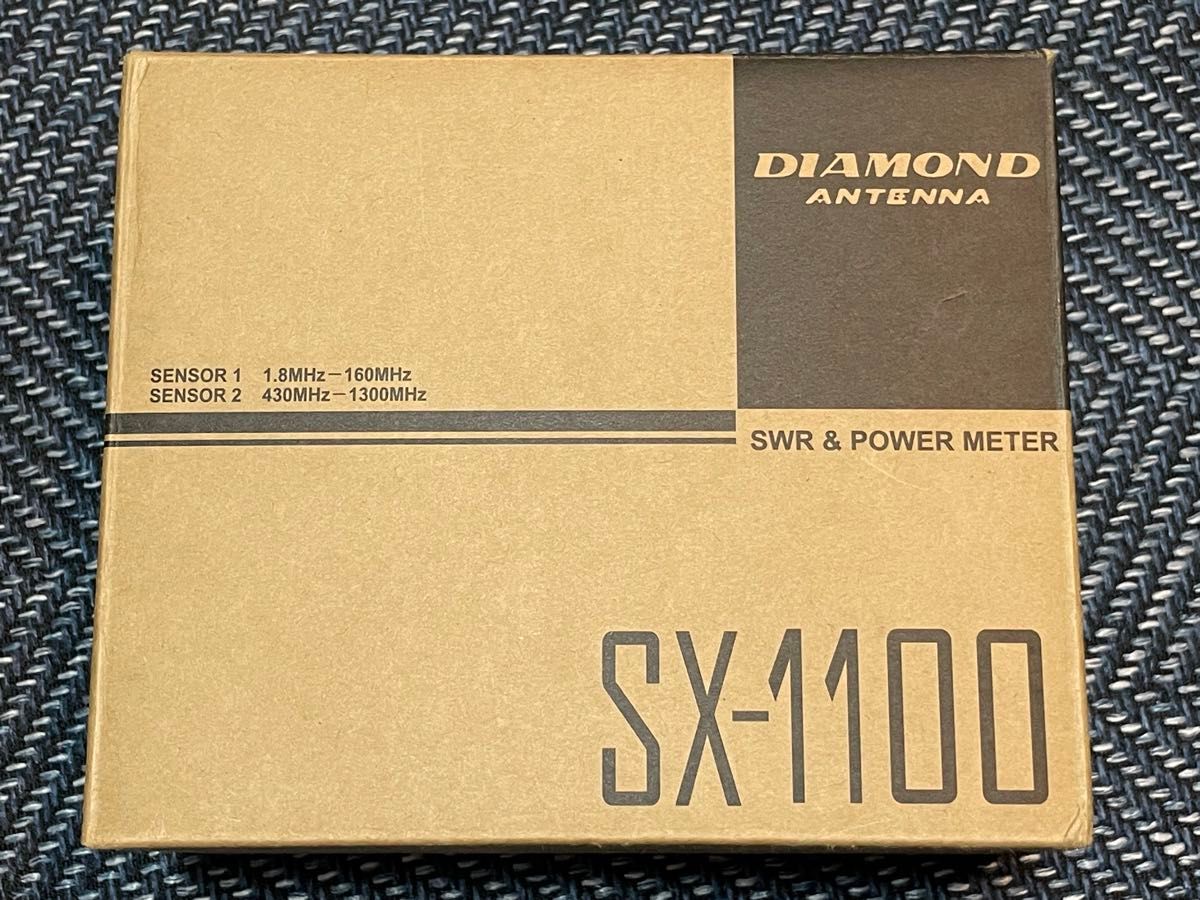 DIAMOND
ANTENNA
SENSOR 1 1.8MHz－160MHz
SENSOR 2 430MHz－1300MHz
SWR & POWER METER
SX-1100